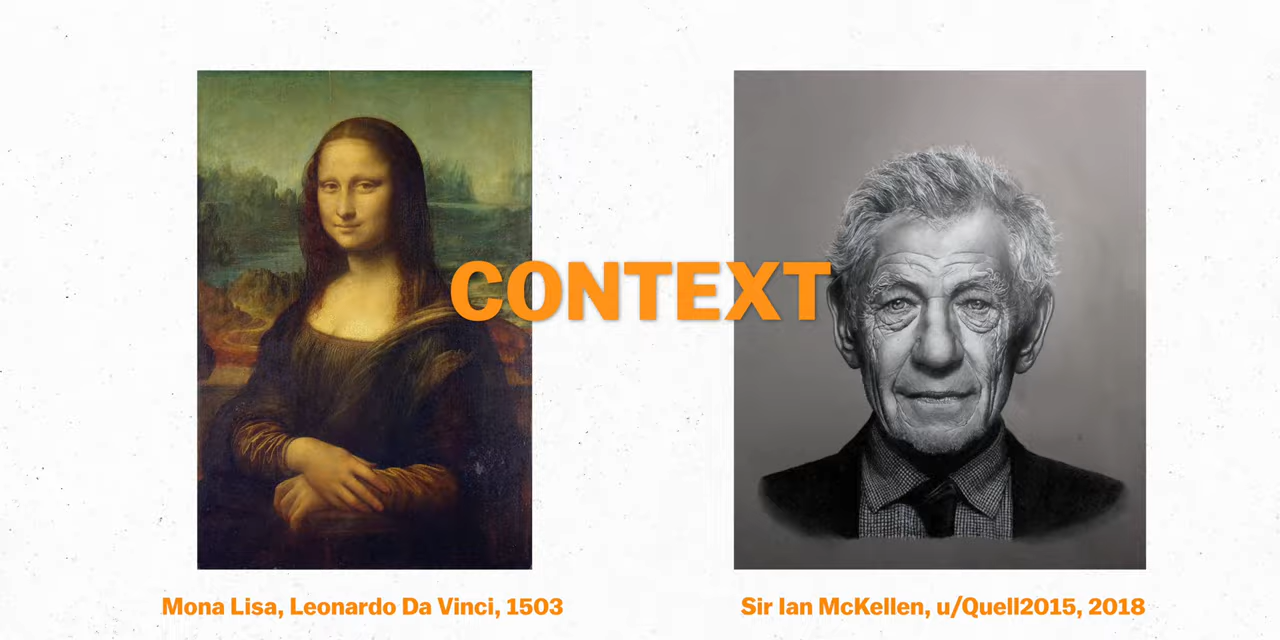 CONTEXT
Mona Lisa, Leonardo Da Vinci, 1503
Sir Ian McKellen, u/Quell2015, 2018